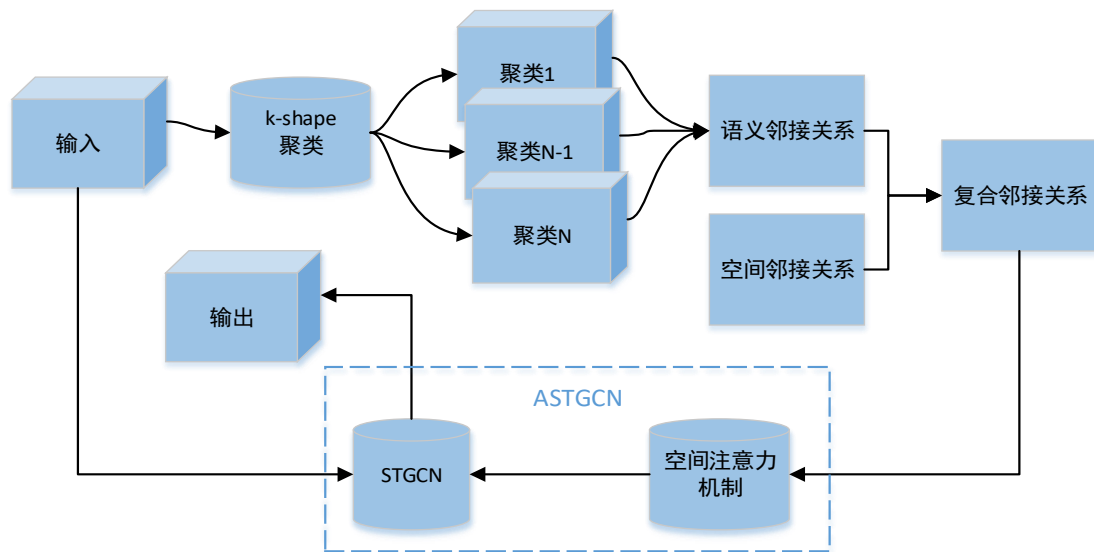 输入
k-shape
聚类
聚类1
聚类N-1
聚类N
语义邻接关系
空间邻接关系
复合邻接关系
输出
ASTGCN
STGCN
空间注意力
机制